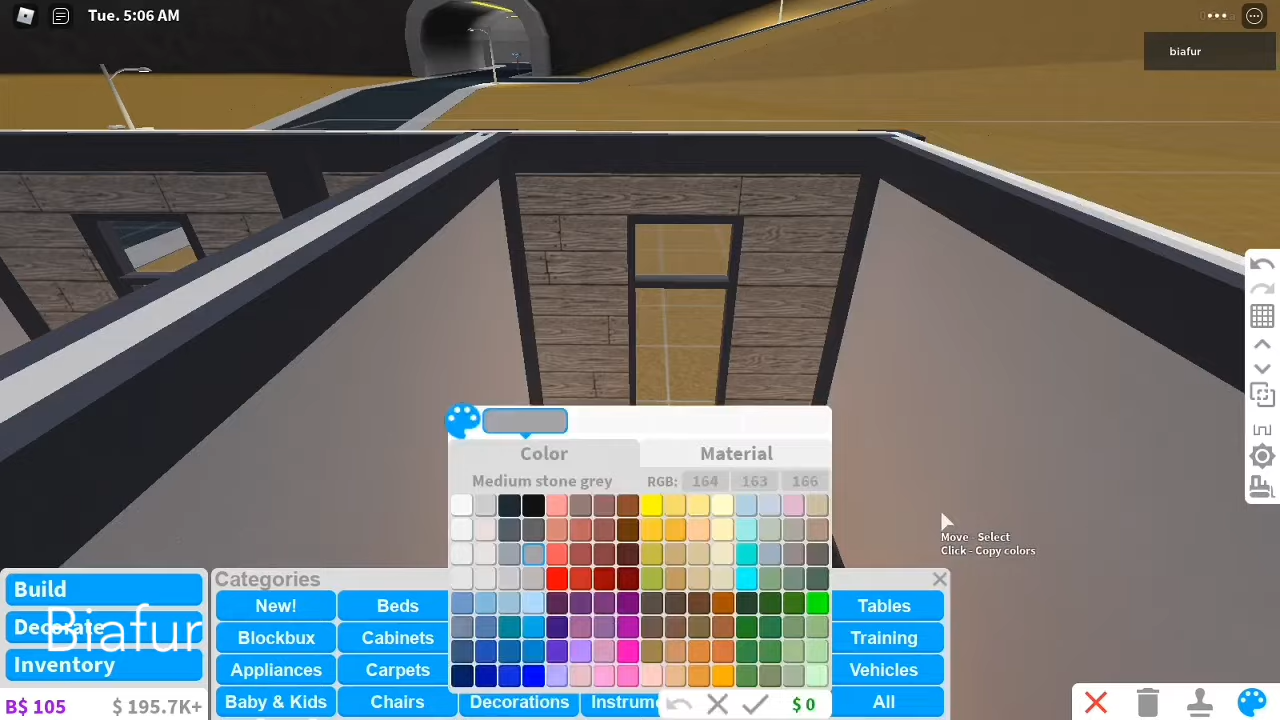 Tue. 5:06 AM
biafur
Color
Material
Medium stone grey
RGB: 164 163 166
Move Select
Click - Copy colors
Build
Decorate
Inventory
Biafur
B$ 105 $ 195.7K+
Categories
New! Beds Tables
Blockbux Cabinets Training
Appliances Carpets Vehicles
Baby & Kids Chairs Decorations Instrum All
$ 0